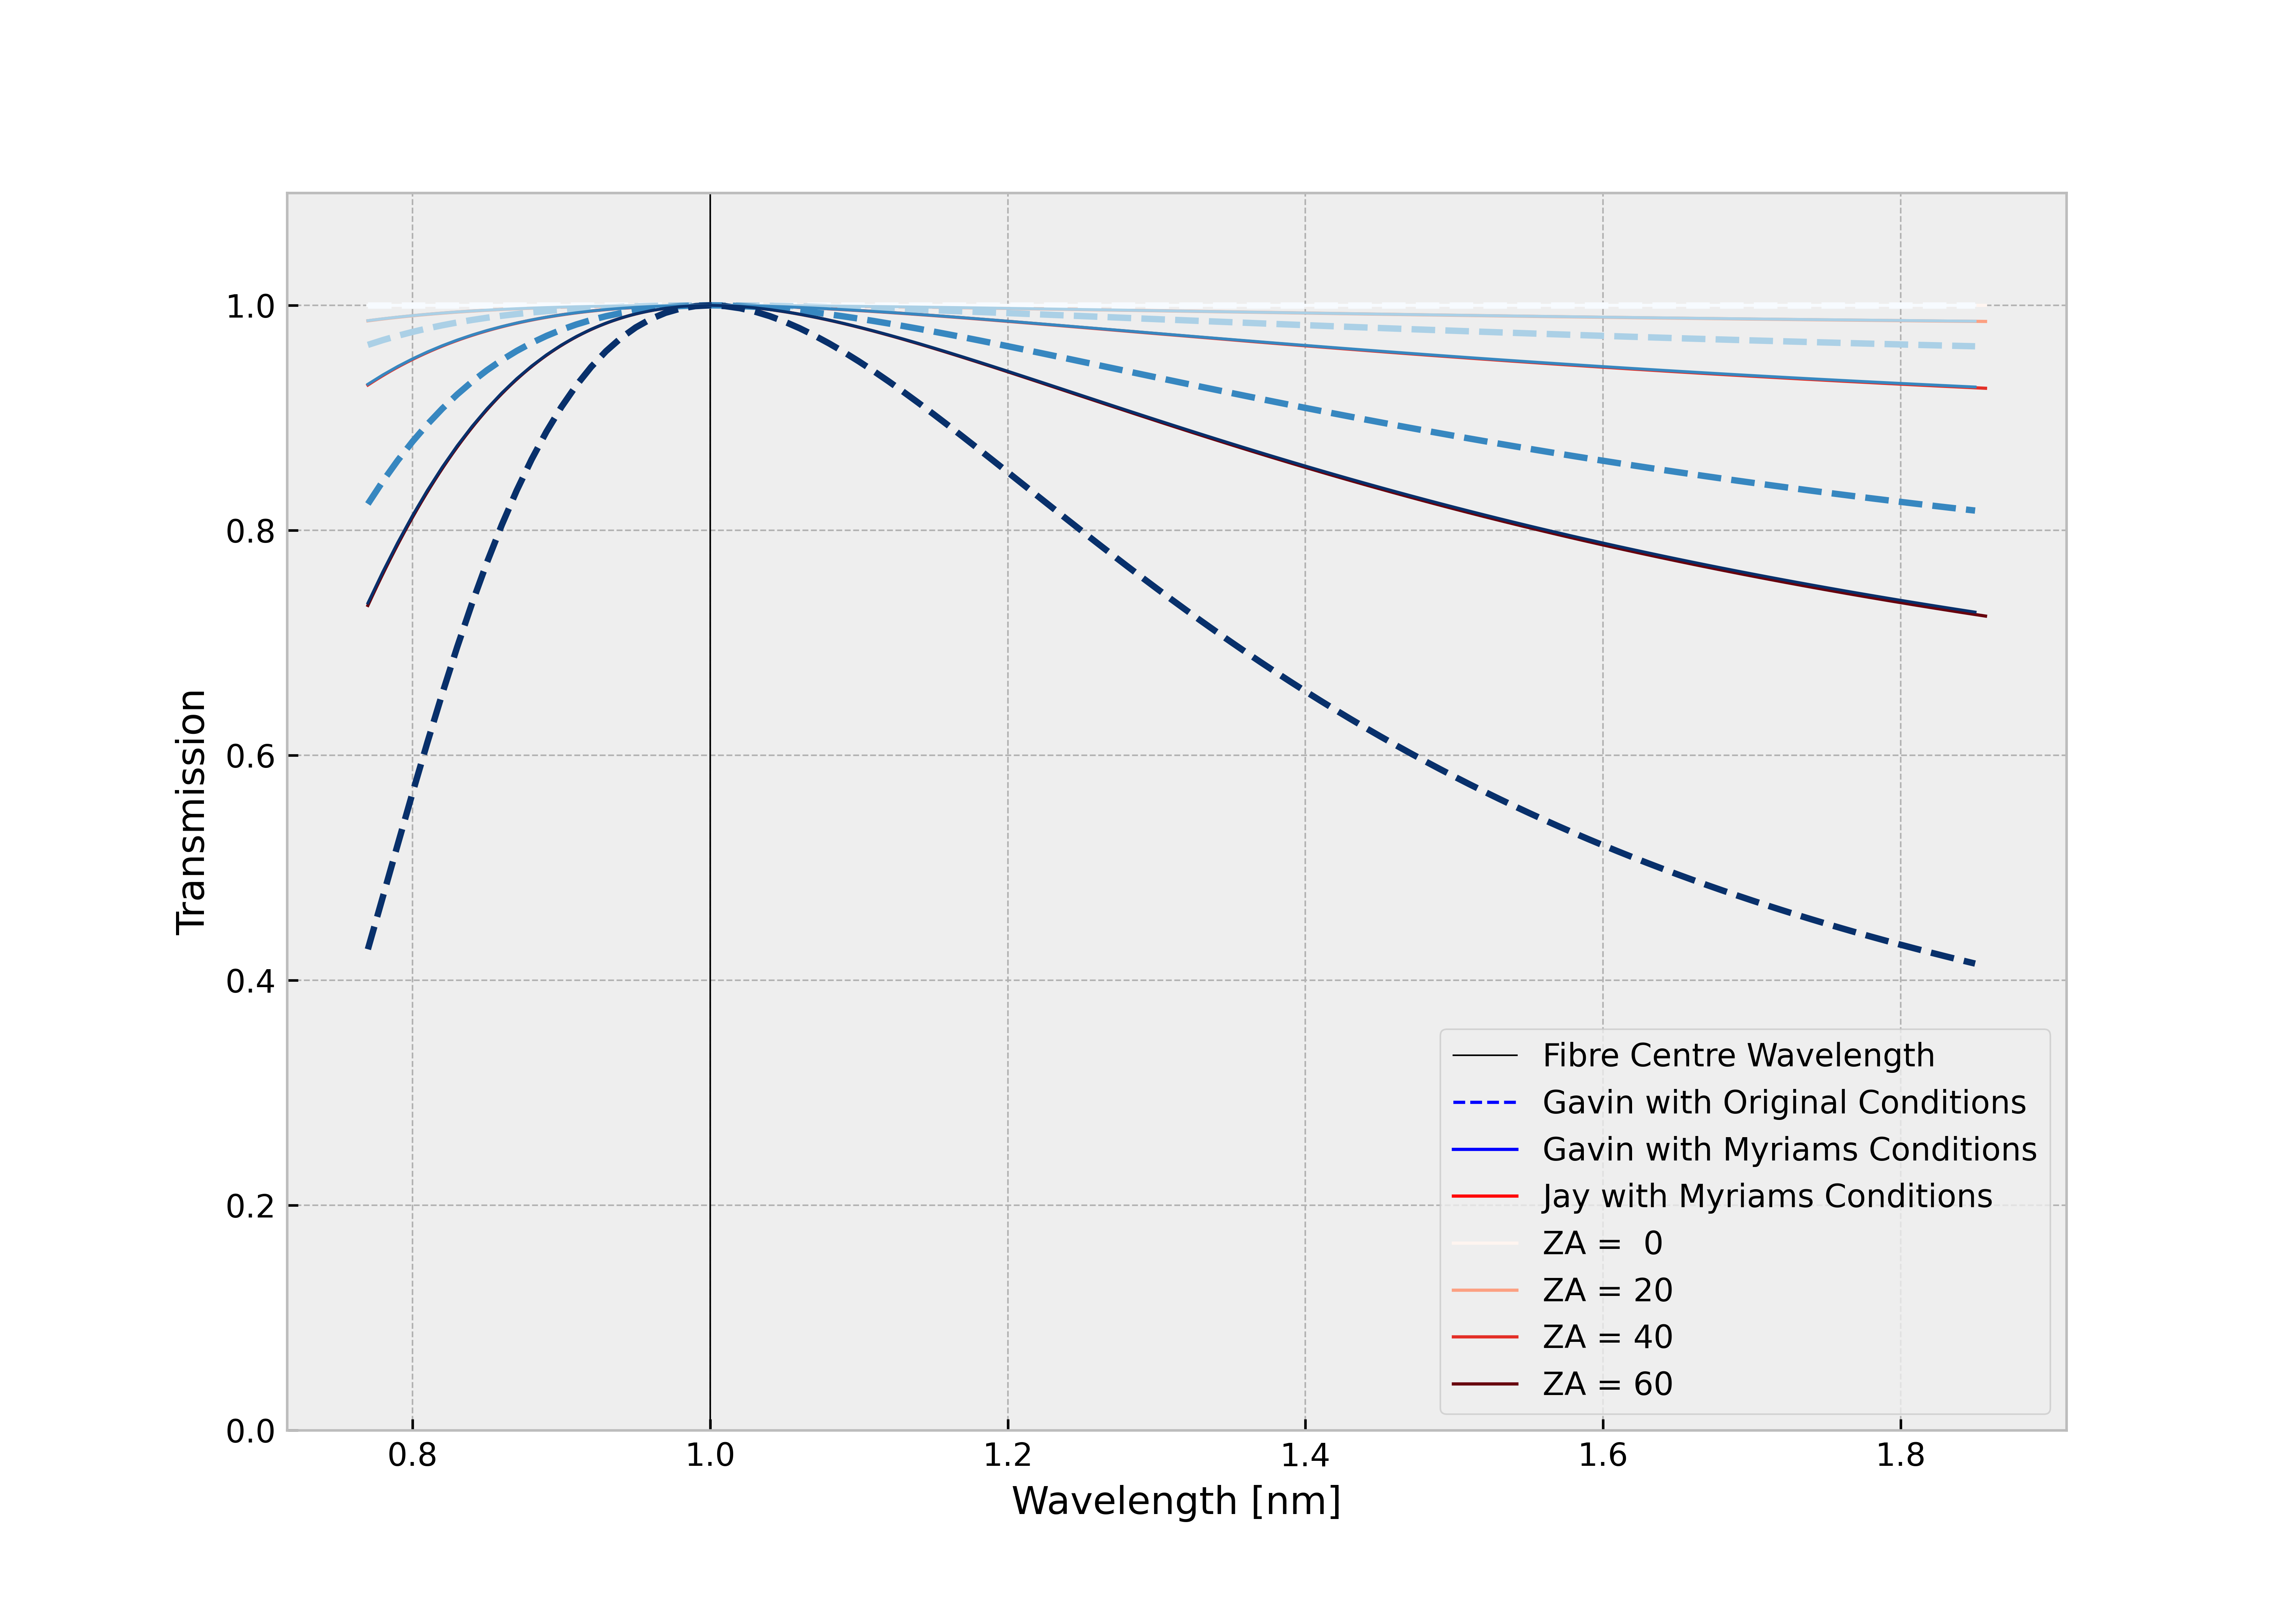 1.0
0.8
0.6
0.4
0.2
0.0
Transmission
0.8 1.0 1.2 1.4 1.6 1.8
Wavelength [nm]
Fibre Centre Wavelength
Gavin with Original Conditions
Gavin with Myriams Conditions
Jay with Myriams Conditions
ZA =  0
ZA = 20
ZA = 40
ZA = 60